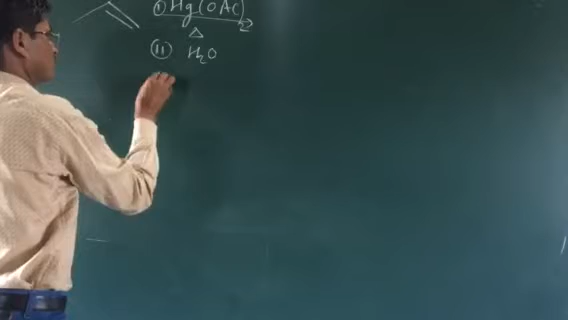 (i) Hg(OAc)2
Δ
(ii) H2O